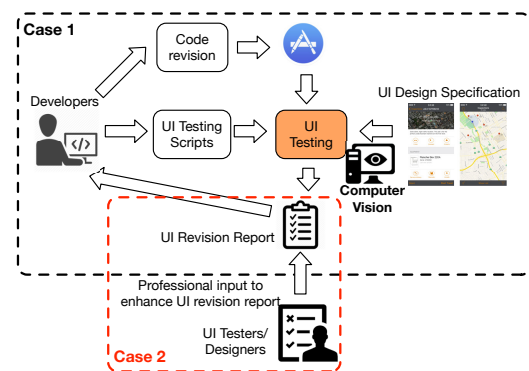 Case 1
Code
revision
UI Design Specification
Developers
</>
UI Testing
Scripts
UI
Testing
Computer
Vision
UI Revision Report
Professional input to
enhance UI revision report
UI Testers/
Designers
Case 2